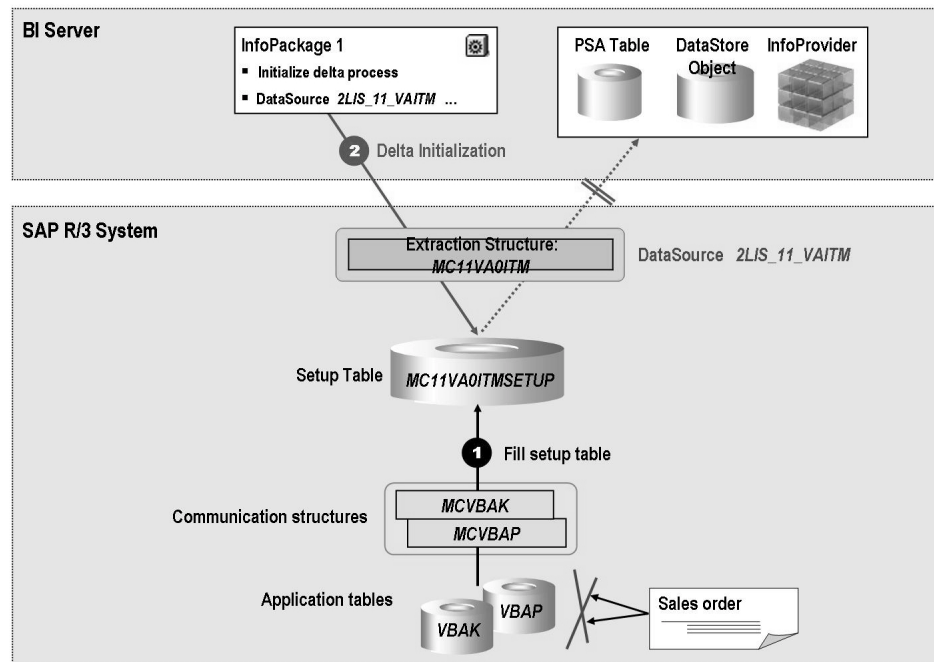 BI Server
InfoPackage 1
▪ Initialize delta process
▪ DataSource 2LIS_11_VAITM ...
PSA Table
DataStore
Object
InfoProvider
2 Delta Initialization
SAP R/3 System
Extraction Structure:
MC11VA0ITM
DataSource 2LIS_11_VAITM
Setup Table
MC11VA0ITMSETUP
1 Fill setup table
Communication structures
MCVBAK
MCVBAP
Application tables
VBAK
VBAP
Sales order